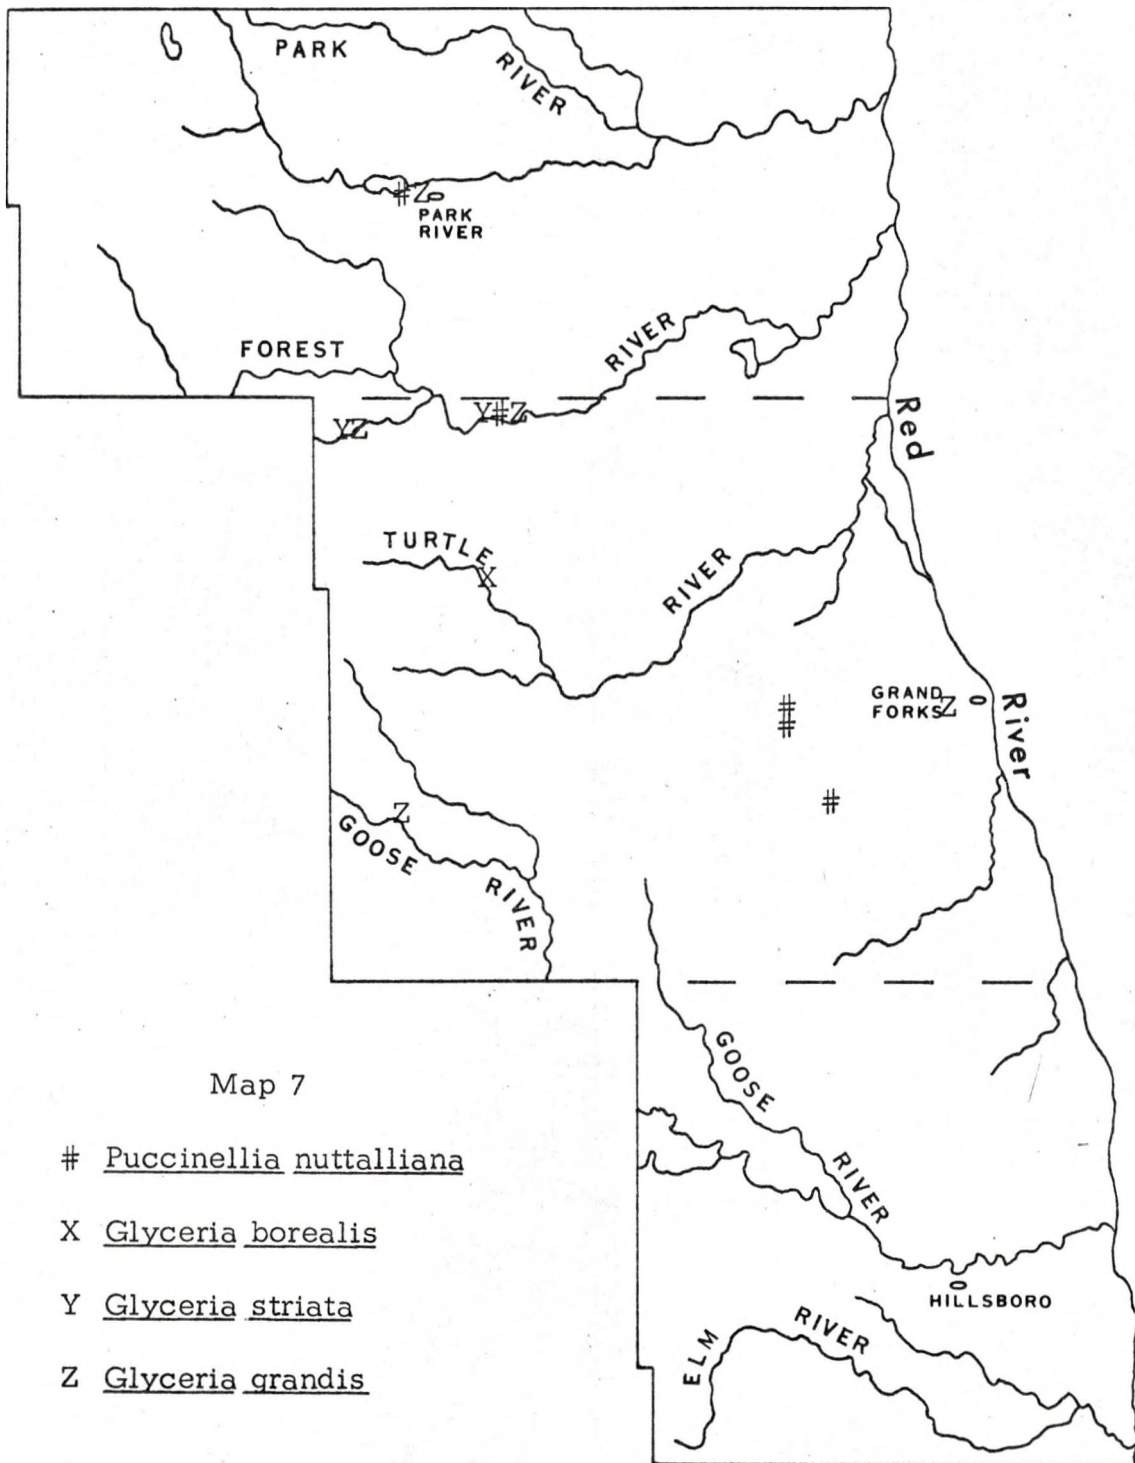 PARK
RIVER
#Z
PARK
RIVER
FOREST
RIVER
YZ
Y#Z
Red
TURTLE
X
RIVER
#
#
GRAND
FORKS
Z
River
#
Z
GOOSE
RIVER
GOOSE
RIVER
HILLSBORO
ELM
RIVER
Map 7
# Puccinellia nuttalliana
X Glyceria borealis
Y Glyceria striata
Z Glyceria grandis